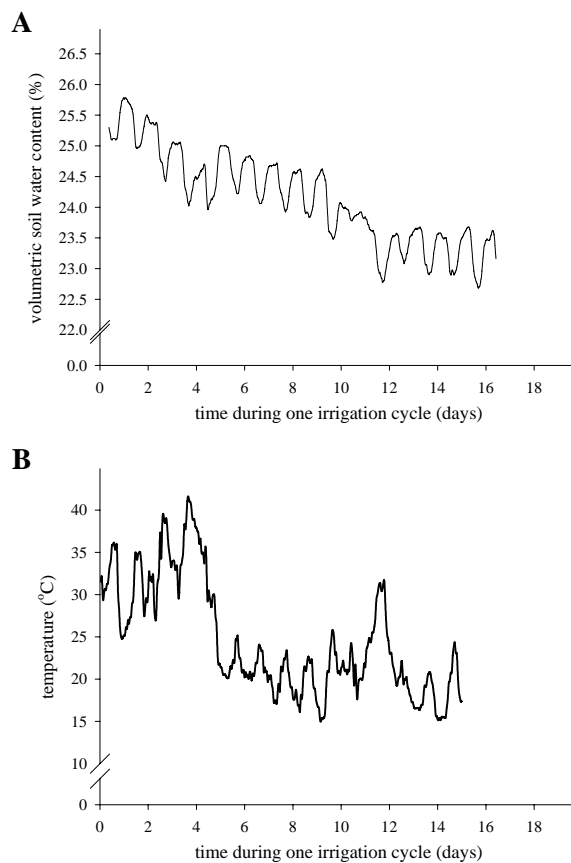 A
volumetric soil water content (%)
26.5
26.0
25.5
25.0
24.5
24.0
23.5
23.0
22.5
22.0
0.0
0 2 4 6 8 10 12 14 16 18
time during one irrigation cycle (days)
B
temperature (°C)
40
35
30
25
20
15
10
0
0 2 4 6 8 10 12 14 16 18
time during one irrigation cycle (days)